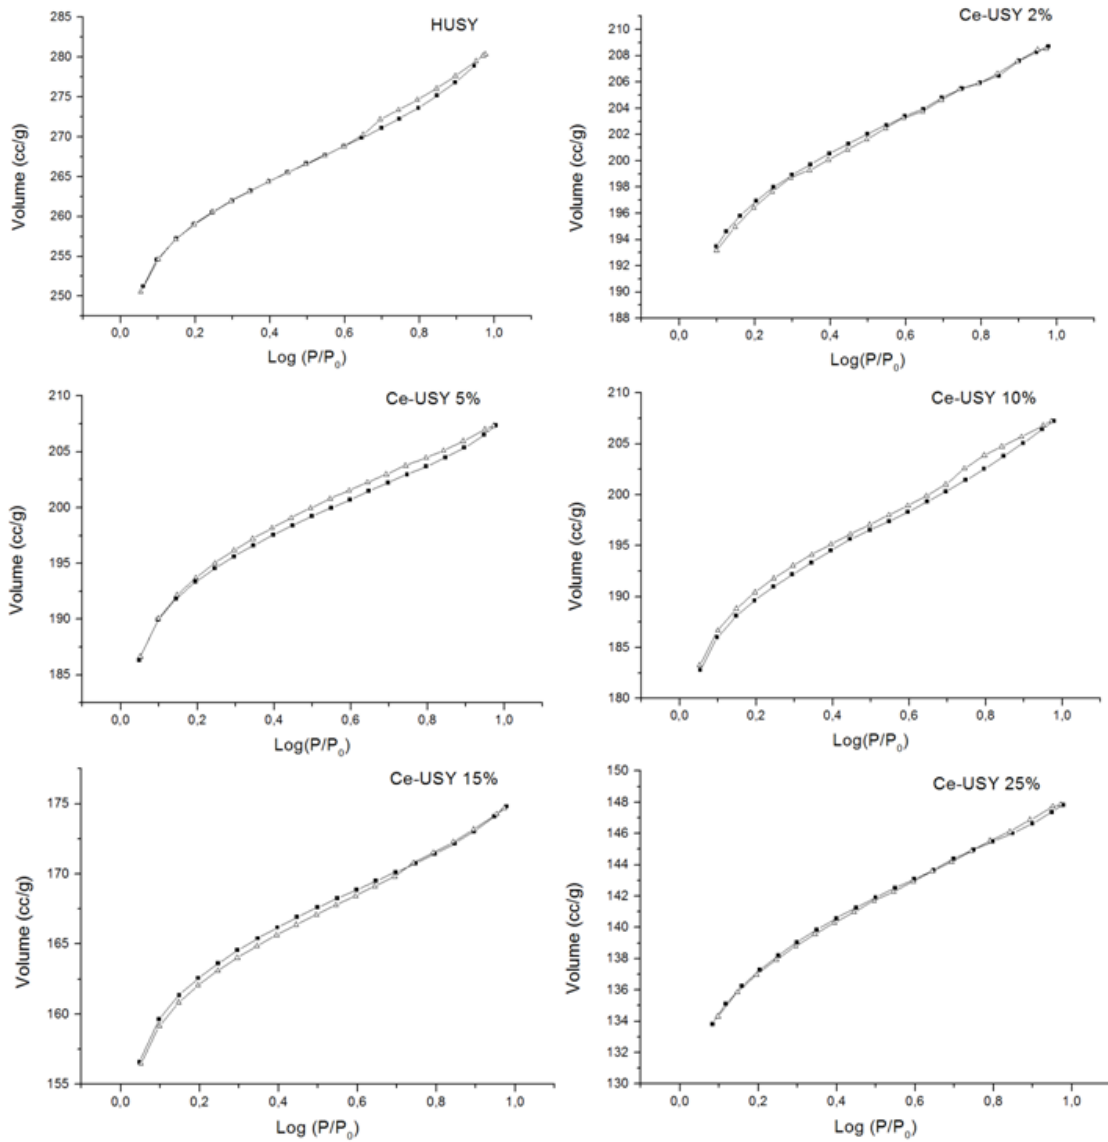 HUSY
285
280
275
270
265
260
255
250
Volume (cc/g)
0,0 0,2 0,4 0,6 0,8 1,0
Log (P/P0)
Ce-USY 2%
210
208
206
204
202
200
198
196
194
192
190
188
Volume (cc/g)
0,0 0,2 0,4 0,6 0,8 1,0
Log(P/P0)
Ce-USY 5%
210
205
200
195
190
185
Volume (cc/g)
0,0 0,2 0,4 0,6 0,8 1,0
Log(P/P0)
Ce-USY 10%
210
205
200
195
190
185
180
Volume (cc/g)
0,0 0,2 0,4 0,6 0,8 1,0
Log(P/P0)
Ce-USY 15%
175
170
165
160
155
Volume (cc/g)
0,0 0,2 0,4 0,6 0,8 1,0
Log (P/P0)
Ce-USY 25%
150
148
146
144
142
140
138
136
134
132
130
Volume (cc/g)
0,0 0,2 0,4 0,6 0,8 1,0
Log (P/P0)